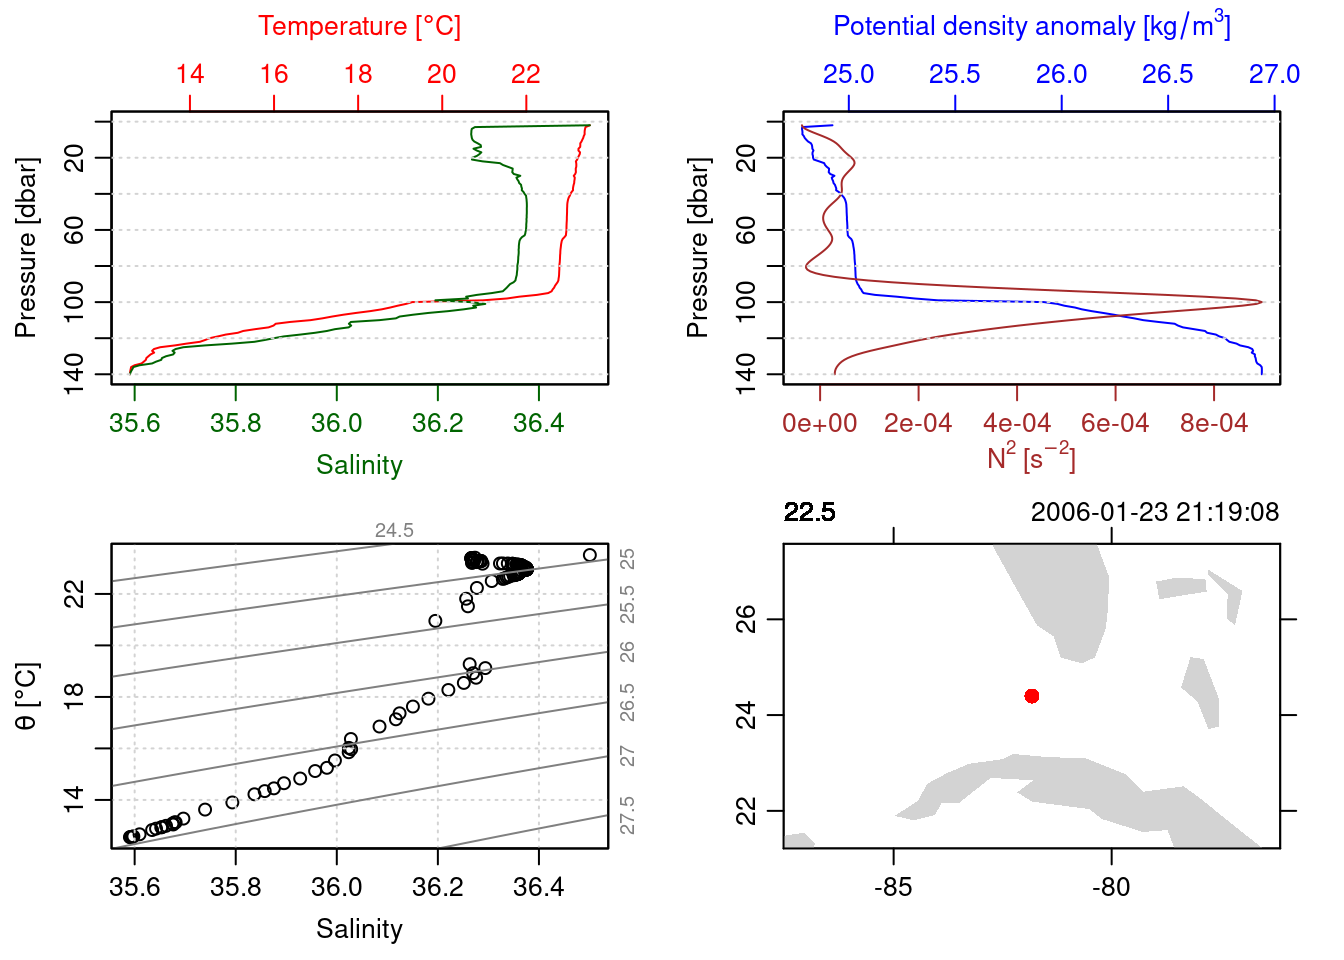 Temperature [°C]
14 16 18 20 22
Pressure [dbar]
20 60 100 140
35.6 35.8 36.0 36.2 36.4
Salinity
Potential density anomaly [kg/m³]
25.0 25.5 26.0 26.5 27.0
Pressure [dbar]
20 60 100 140
0e+00 2e-04 4e-04 6e-04 8e-04
N² [s⁻²]
24.5
θ [°C]
14 18 22
25 25.5 26 26.5 27 27.5
35.6 35.8 36.0 36.2 36.4
Salinity
22.5 2006-01-23 21:19:08
22 24 26
-85 -80